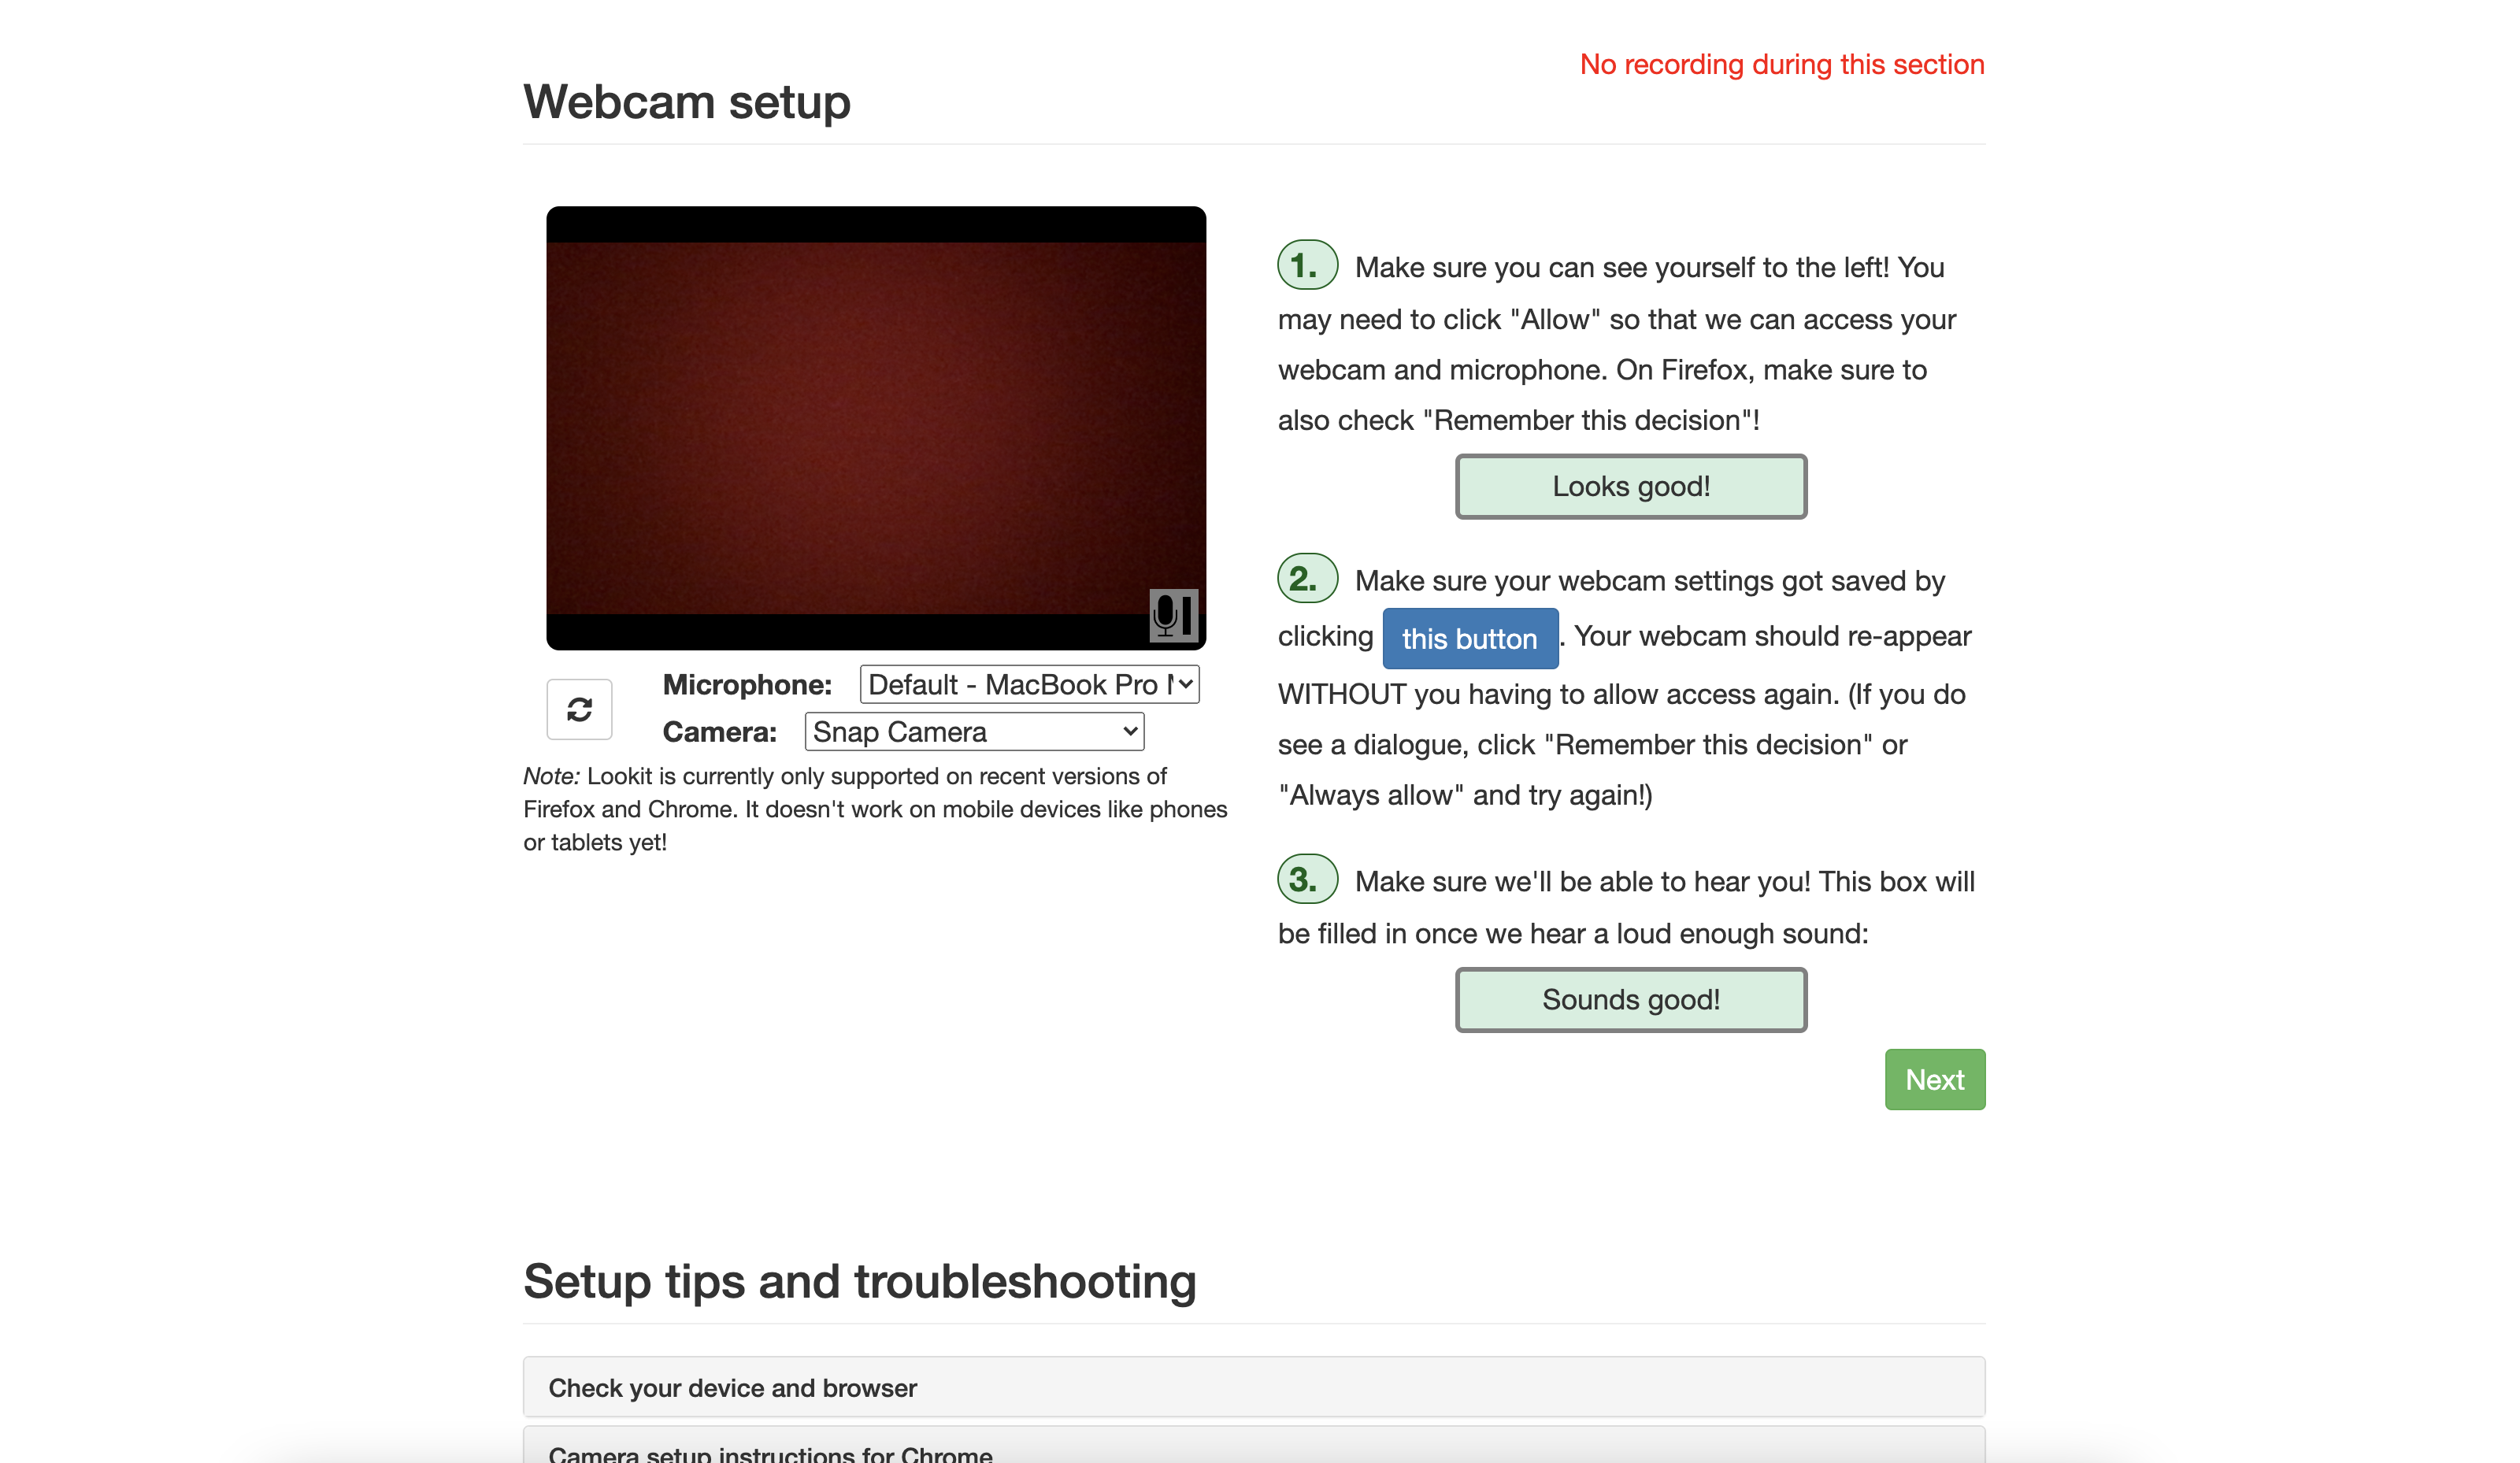 No recording during this section
Webcam setup
1. Make sure you can see yourself to the left! You
may need to click "Allow" so that we can access your
webcam and microphone. On Firefox, make sure to
also check "Remember this decision"!
Looks good!
2. Make sure your webcam settings got saved by
clicking this button. Your webcam should re-appear
WITHOUT you having to allow access again. (If you do
see a dialogue, click "Remember this decision" or
"Always allow" and try again!)
3. Make sure we'll be able to hear you! This box will
be filled in once we hear a loud enough sound:
Sounds good!
Next
Microphone: Default - MacBook Pro
Camera: Snap Camera
Note: Lookit is currently only supported on recent versions of
Firefox and Chrome. It doesn't work on mobile devices like phones
or tablets yet!
Setup tips and troubleshooting
Check your device and browser
Camera setup instructions for Chrome